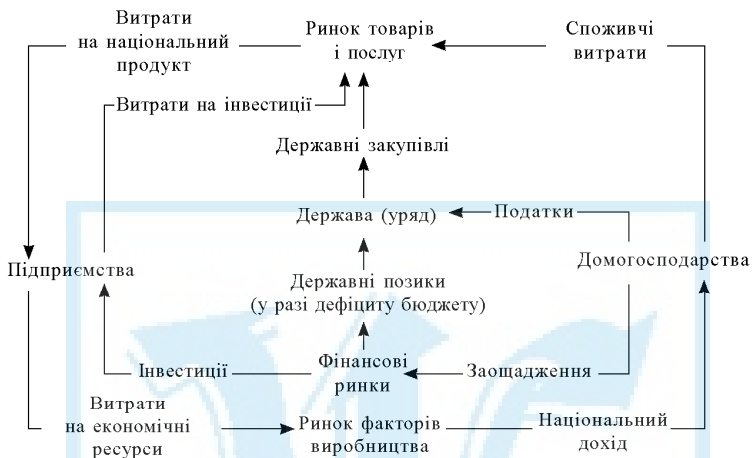 Витрати
на національний
продукт
Ринок товарів
і послуг
Споживчі
витрати
Витрати на інвестиції
Державні закупівлі
Держава (уряд)
Податки
Підприємства
Домогосподарства
Державні позики
(у разі дефіциту бюджету)
Інвестиції
Фінансові
ринки
Заощадження
Витрати
на економічні
ресурси
Ринок факторів
виробництва
Національний
дохід